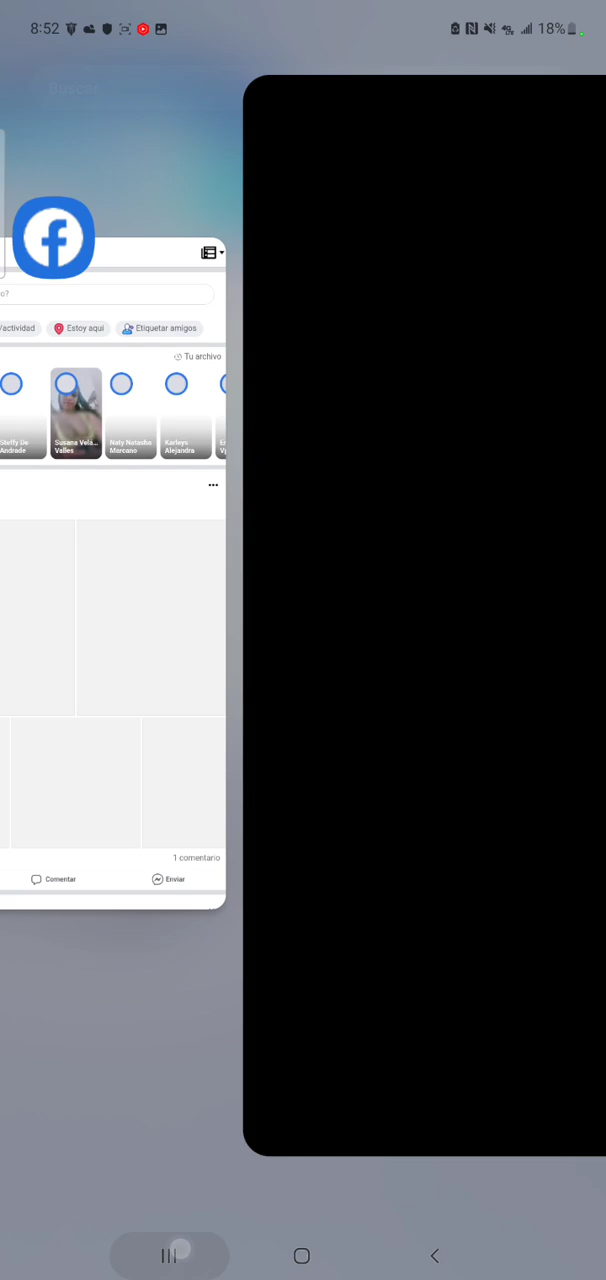 8:52
18%
Buscar
o?
/actividad
Estoy aquí
Etiquetar amigos
Tu archivo
Steffy De
Andrade
Susana Vela...
Valles
Naty Natasha
Marcano
Karleys
Alejandra
1 comentario
Comentar
Enviar